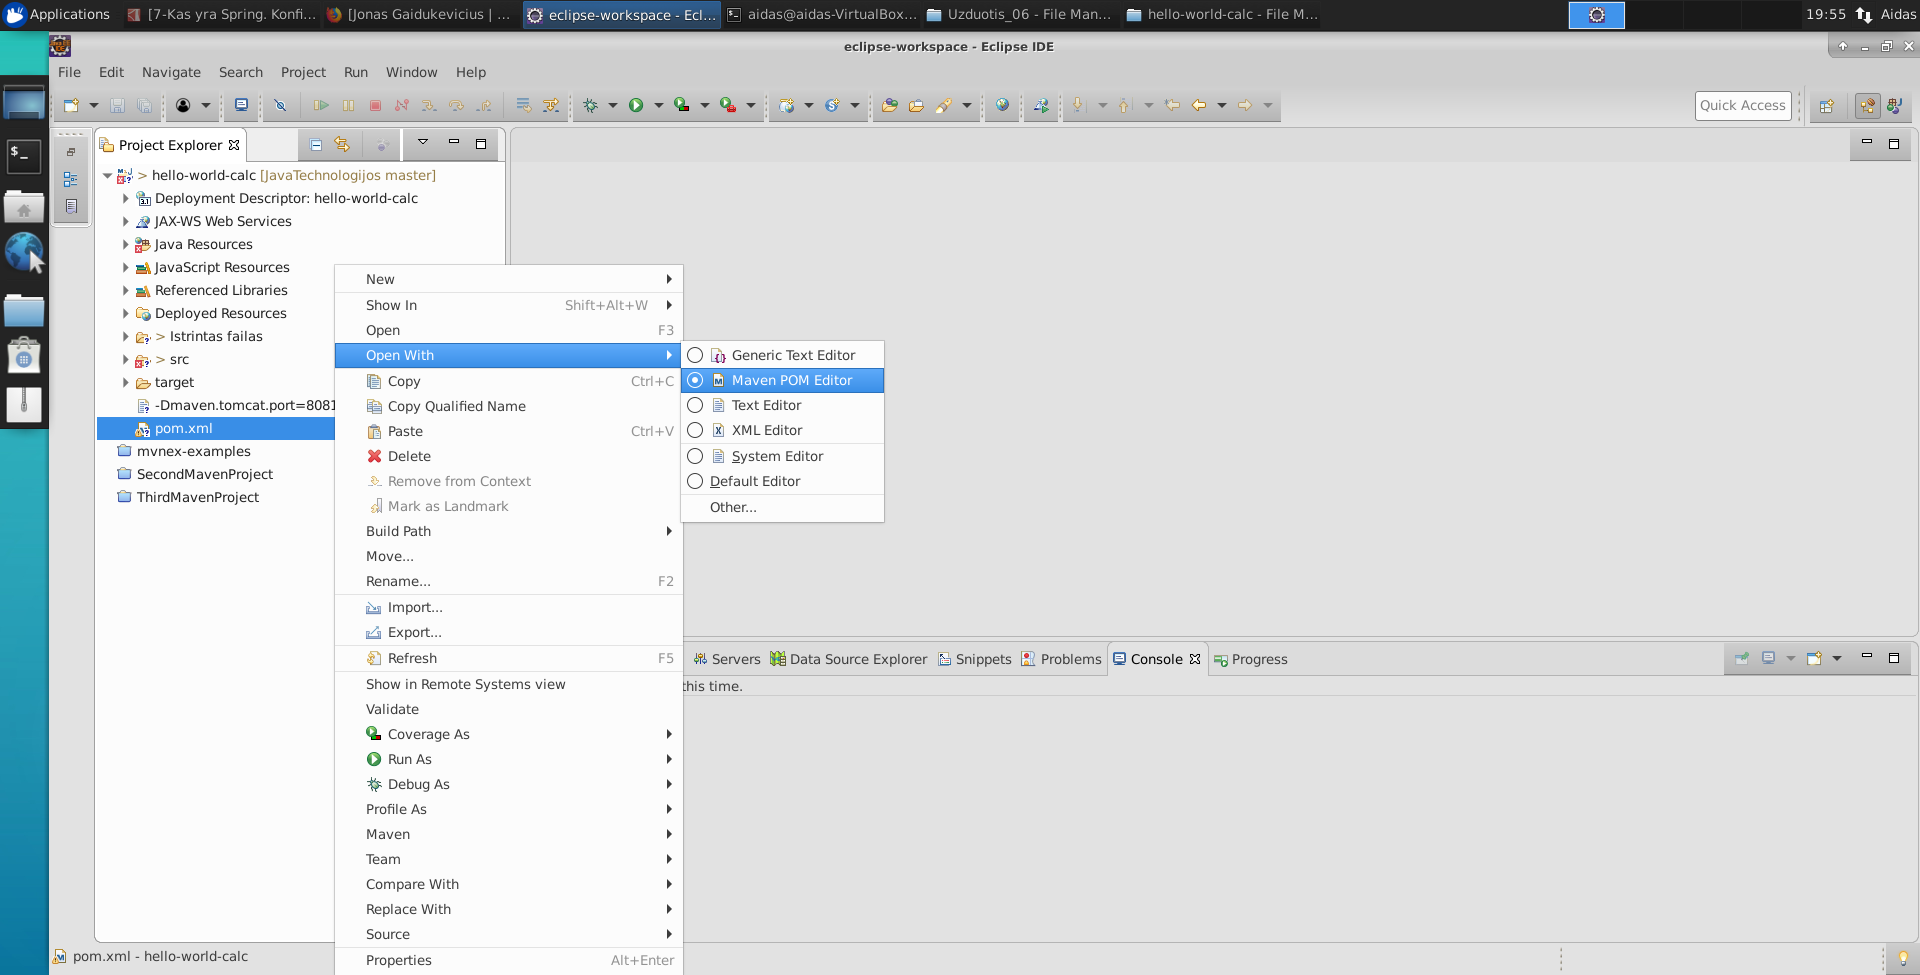 Applications
[7-Kas yra Spring. Konfi...
[Jonas Gaidukevicius | ...
eclipse-workspace - Ecl...
aidas@aidas-VirtualBox...
Uzduotis_06 - File Man...
hello-world-calc - File M...
19:55
Aidas
eclipse-workspace - Eclipse IDE
File Edit Navigate Search Project Run Window Help
Quick Access
Project Explorer
> hello-world-calc [JavaTechnologijos master]
Deployment Descriptor: hello-world-calc
JAX-WS Web Services
Java Resources
JavaScript Resources
Referenced Libraries
Deployed Resources
> Istrintas failas
> src
target
-Dmaven.tomcat.port=8081
pom.xml
mvnex-examples
SecondMavenProject
ThirdMavenProject
New
Show In Shift+Alt+W
Open F3
Open With
Copy Ctrl+C
Copy Qualified Name
Paste Ctrl+V
Delete
Remove from Context
Mark as Landmark
Build Path
Move...
Rename... F2
Import...
Export...
Refresh F5
Show in Remote Systems view
Validate
Coverage As
Run As
Debug As
Profile As
Maven
Team
Compare With
Replace With
Source
Properties Alt+Enter
Generic Text Editor
Maven POM Editor
Text Editor
XML Editor
System Editor
Default Editor
Other...
Servers Data Source Explorer Snippets Problems Console Progress
this time.
pom.xml - hello-world-calc